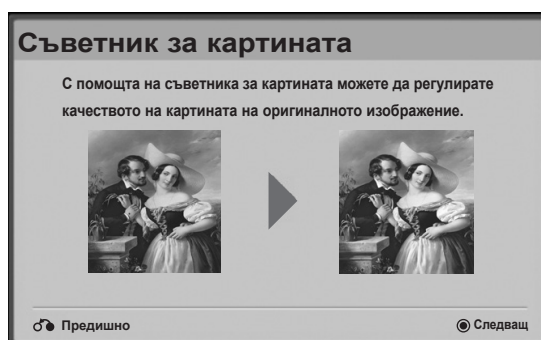 Съветник за картината
С помощта на съветника за картината можете да регулирате
качеството на картината на оригиналното изображение.
Предишно
Следващ